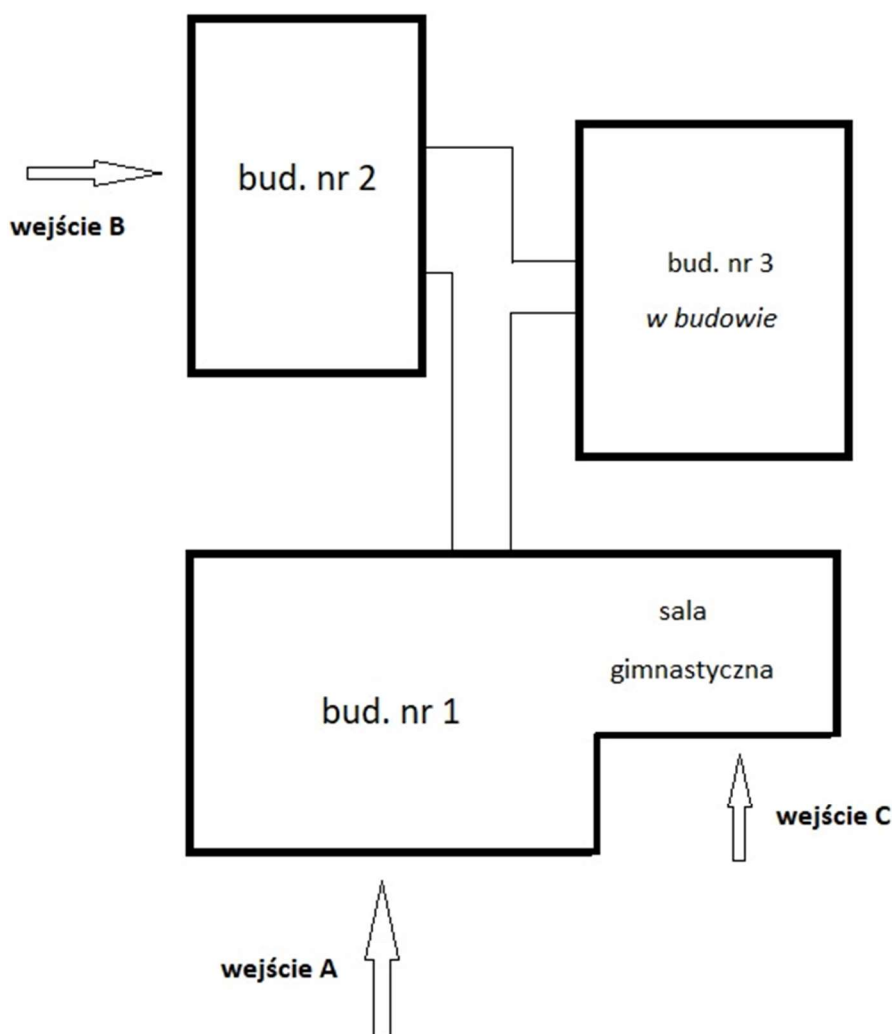 bud. nr 2
wejście B
bud. nr 3
w budowie
sala
gimnastyczna
bud. nr 1
wejście C
wejście A